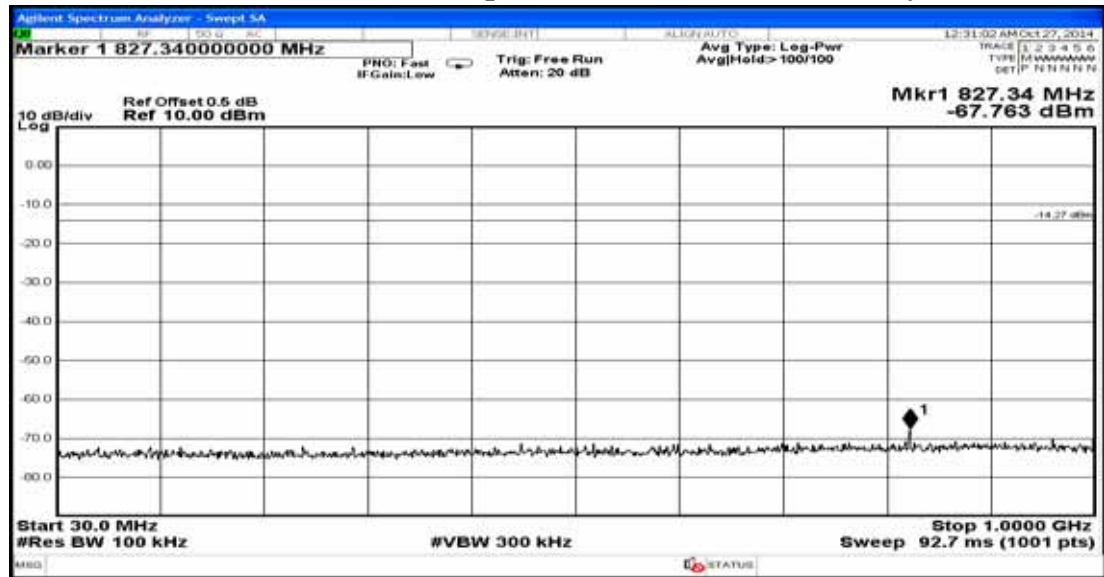 Agilent Spectrum Analyzer - Swept SA
RF 50 Ω AC SENSE:INT ALIGN AUTO 12:31:02 AM Oct 27, 2014
Marker 1 827.340000000 MHz
PNO: Fast
IFGain:Low
Trig: Free Run
Atten: 20 dB
Avg Type: Log-Pwr
Avg|Hold:> 100/100
TRACE 1 2 3 4 5 6
TYPE M WWWWW
DET P N N N N N
Mkr1 827.34 MHz
-67.763 dBm
Ref Offset 0.5 dB
10 dB/div Ref 10.00 dBm
Log
0.00
-10.0
-14.27 dBm
-20.0
-30.0
-40.0
-50.0
-60.0
1
-70.0
-80.0
Start 30.0 MHz Stop 1.0000 GHz
#Res BW 100 kHz #VBW 300 kHz Sweep 92.7 ms (1001 pts)
MSG STATUS